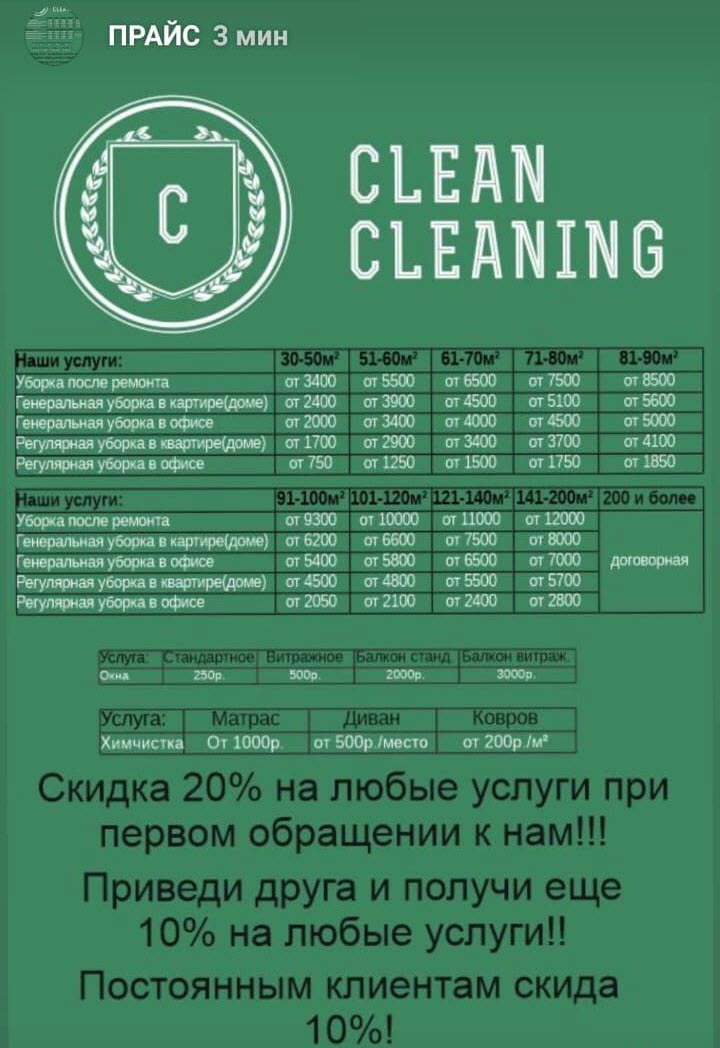 ПРАЙС 3 мин
C
CLEAN
CLEANING
Наши услуги: 30-50м² 51-60м² 61-70м² 71-80м² 81-90м²
Уборка после ремонта от 3400 от 5500 от 6500 от 7500 от 8500
Генеральная уборка в картире(доме) от 2400 от 3900 от 4500 от 5100 от 5600
Генеральная уборка в офисе от 2000 от 3400 от 4000 от 4500 от 5000
Регулярная уборка в квартире(доме) от 1700 от 2900 от 3400 от 3700 от 4100
Регулярная уборка в офисе от 750 от 1250 от 1500 от 1750 от 1850
Наши услуги: 91-100м² 101-120м² 121-140м² 141-200м² 200 и более
Уборка после ремонта от 9300 от 10000 от 11000 от 12000
Генеральная уборка в картире(доме) от 6200 от 6600 от 7500 от 8000
Генеральная уборка в офисе от 5400 от 5800 от 6500 от 7000 договорная
Регулярная уборка в квартире(доме) от 4500 от 4800 от 5500 от 5700
Регулярная уборка в офисе от 2050 от 2100 от 2400 от 2800
Услуга: Стандартное Витражное Балкон станд. Балкон витраж.
Окна 250р. 500р. 2000р. 3000р.
Услуга: Матрас Диван Ковров
Химчистка От 1000р. от 500р./место от 200р./м²
Скидка 20% на любые услуги при
первом обращении к нам!!!
Приведи друга и получи еще
10% на любые услуги!!
Постоянным клиентам скида
10%!